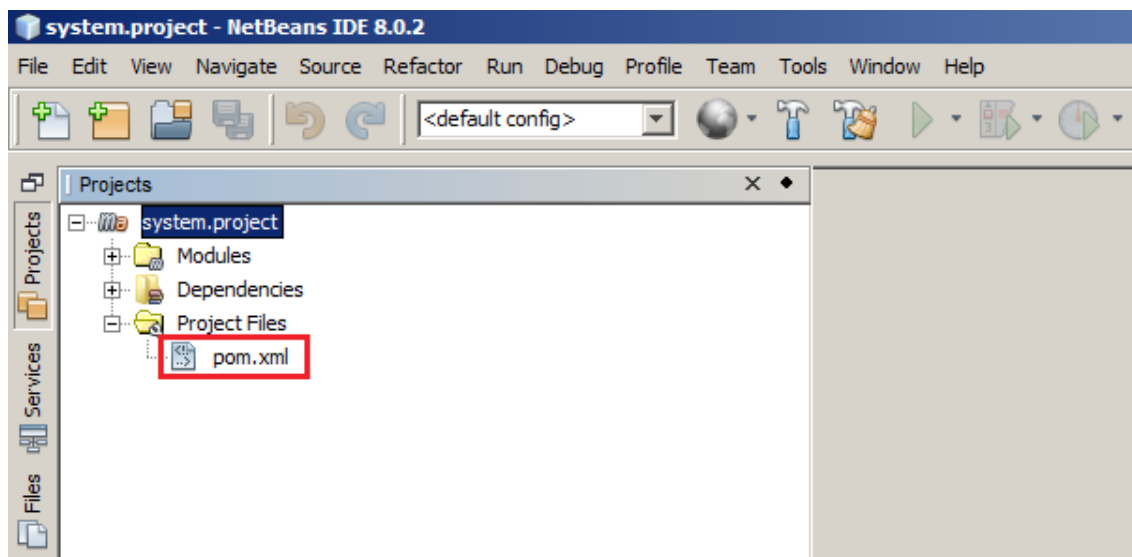 system.project - NetBeans IDE 8.0.2
File Edit View Navigate Source Refactor Run Debug Profile Team Tools Window Help
<default config>
Projects
system.project
Modules
Dependencies
Project Files
pom.xml
Projects
Services
Files